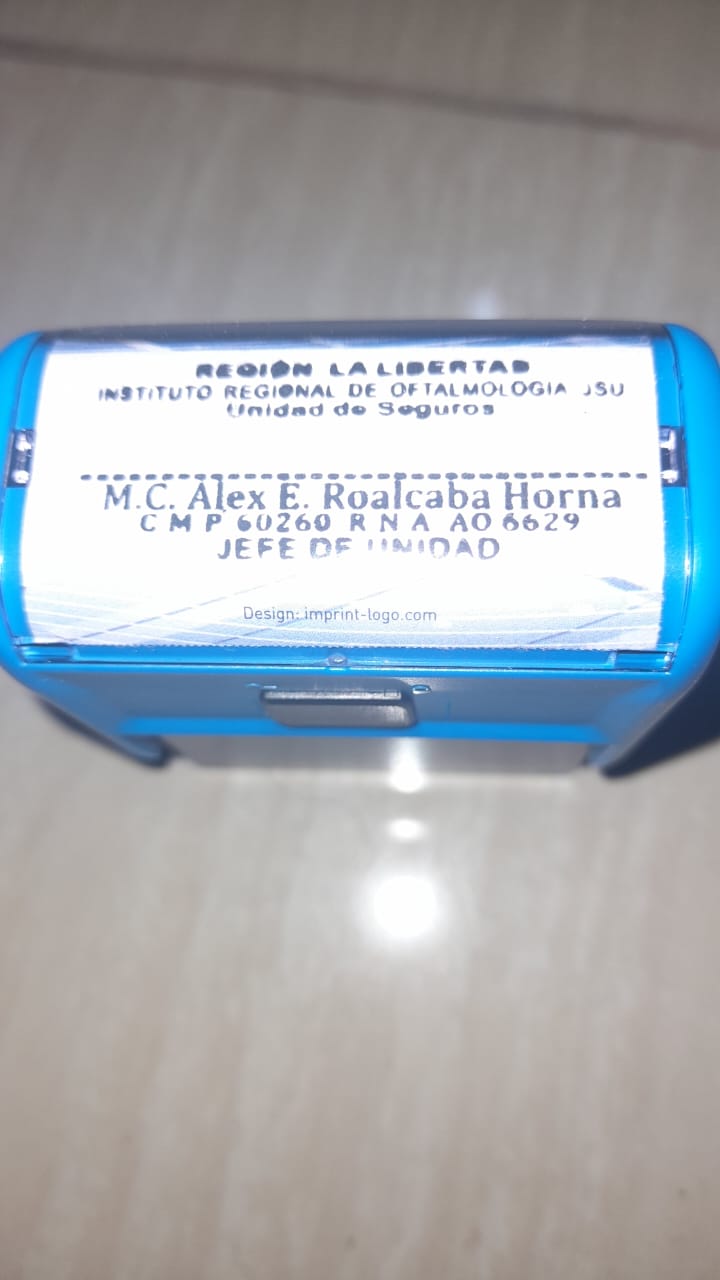 REGIÓN LA LIBERTAD
INSTITUTO REGIONAL DE OFTALMOLOGIA JSU
Unidad de Seguros
M.C. Alex E. Roalcaba Horna
C M P 60260 R N A AO 6629
JEFE DE UNIDAD
Design: imprint-logo.com